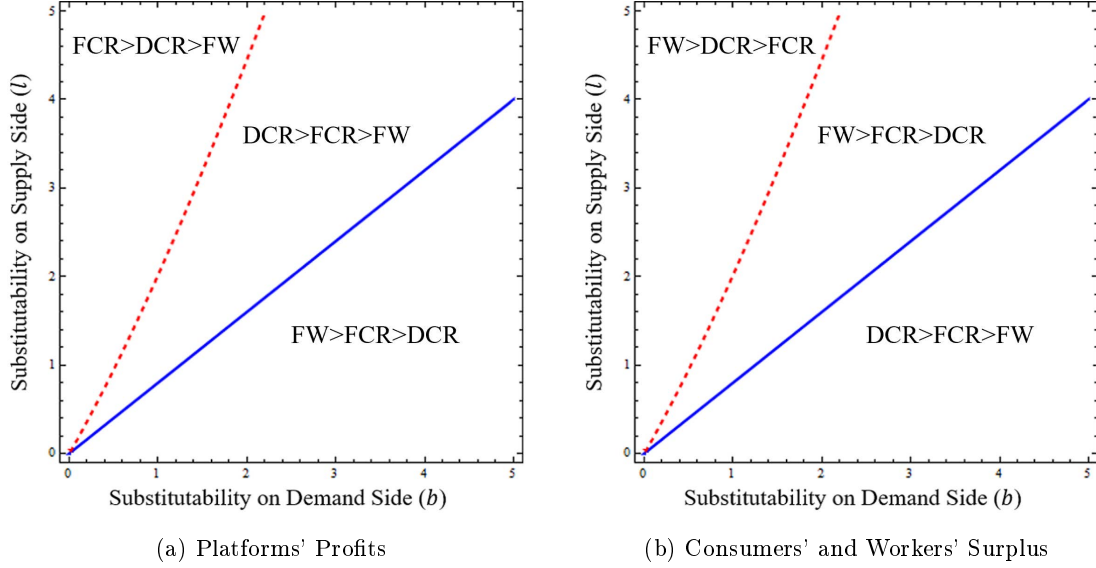 5
4
3
2
1
0
0 1 2 3 4 5
Substitutability on Supply Side (l)
FCR>DCR>FW
DCR>FCR>FW
FW>FCR>DCR
Substitutability on Demand Side (b)
(a) Platforms' Profits
5
4
3
2
1
0
0 1 2 3 4 5
Substitutability on Supply Side (l)
FW>DCR>FCR
FW>FCR>DCR
DCR>FCR>FW
Substitutability on Demand Side (b)
(b) Consumers' and Workers' Surplus